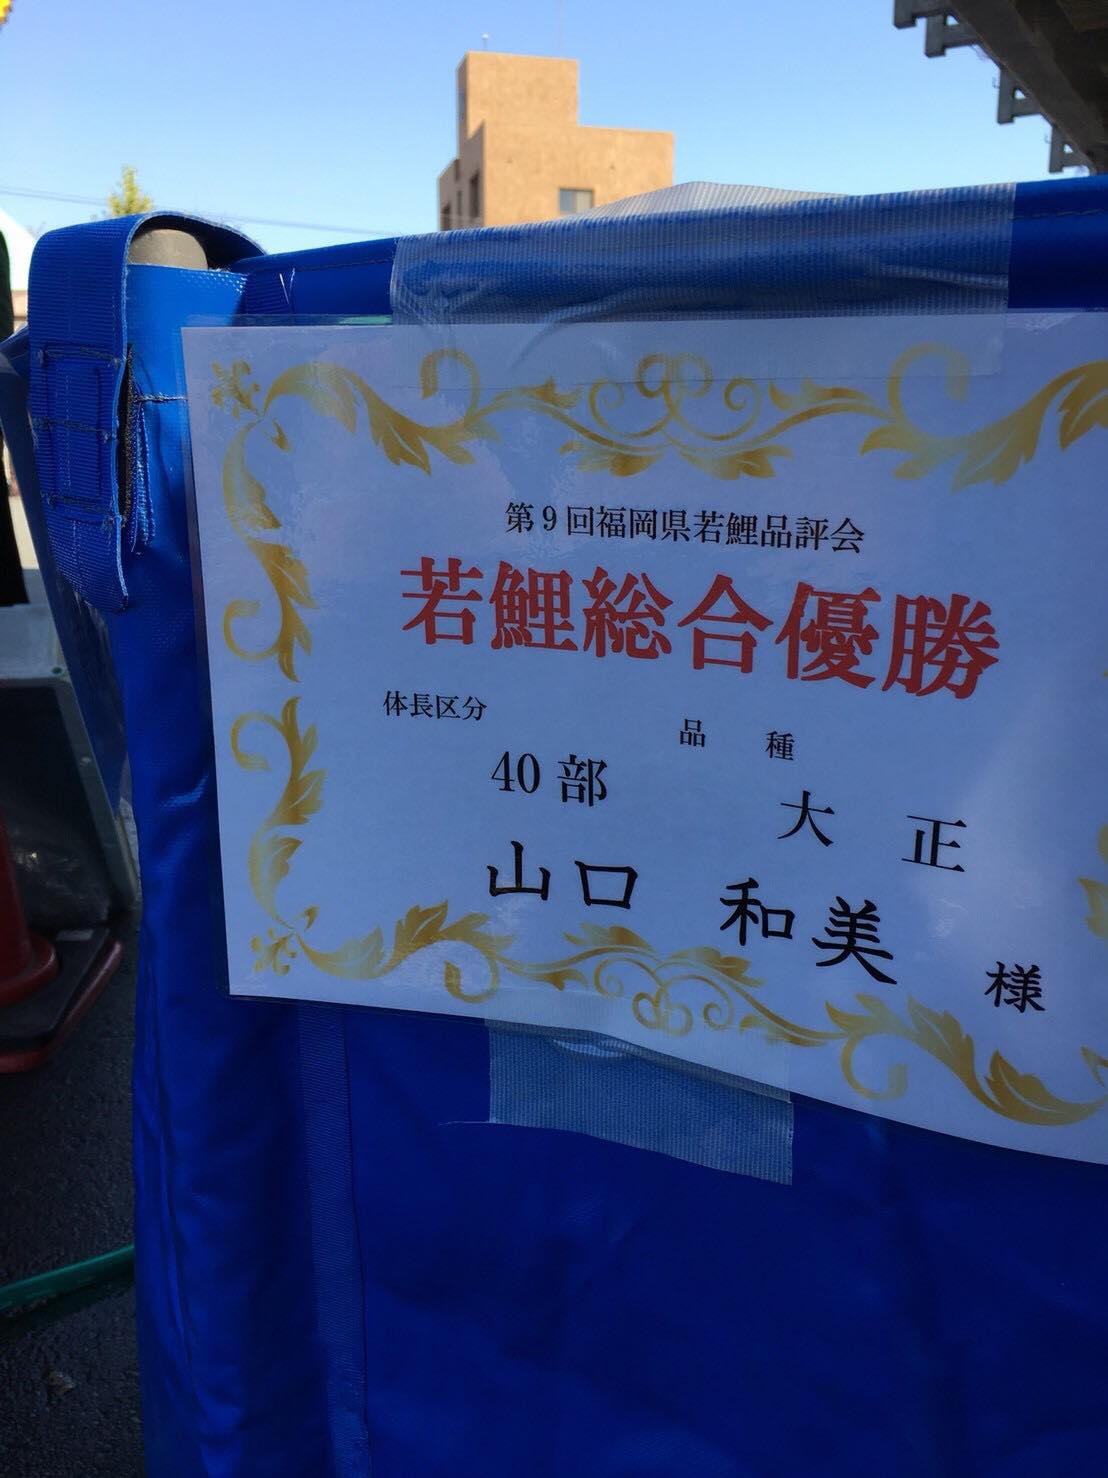 第9回福岡県若鯉品評会
若鯉総合優勝
体長区分 品 種
40部 大 正
山口 和美 様